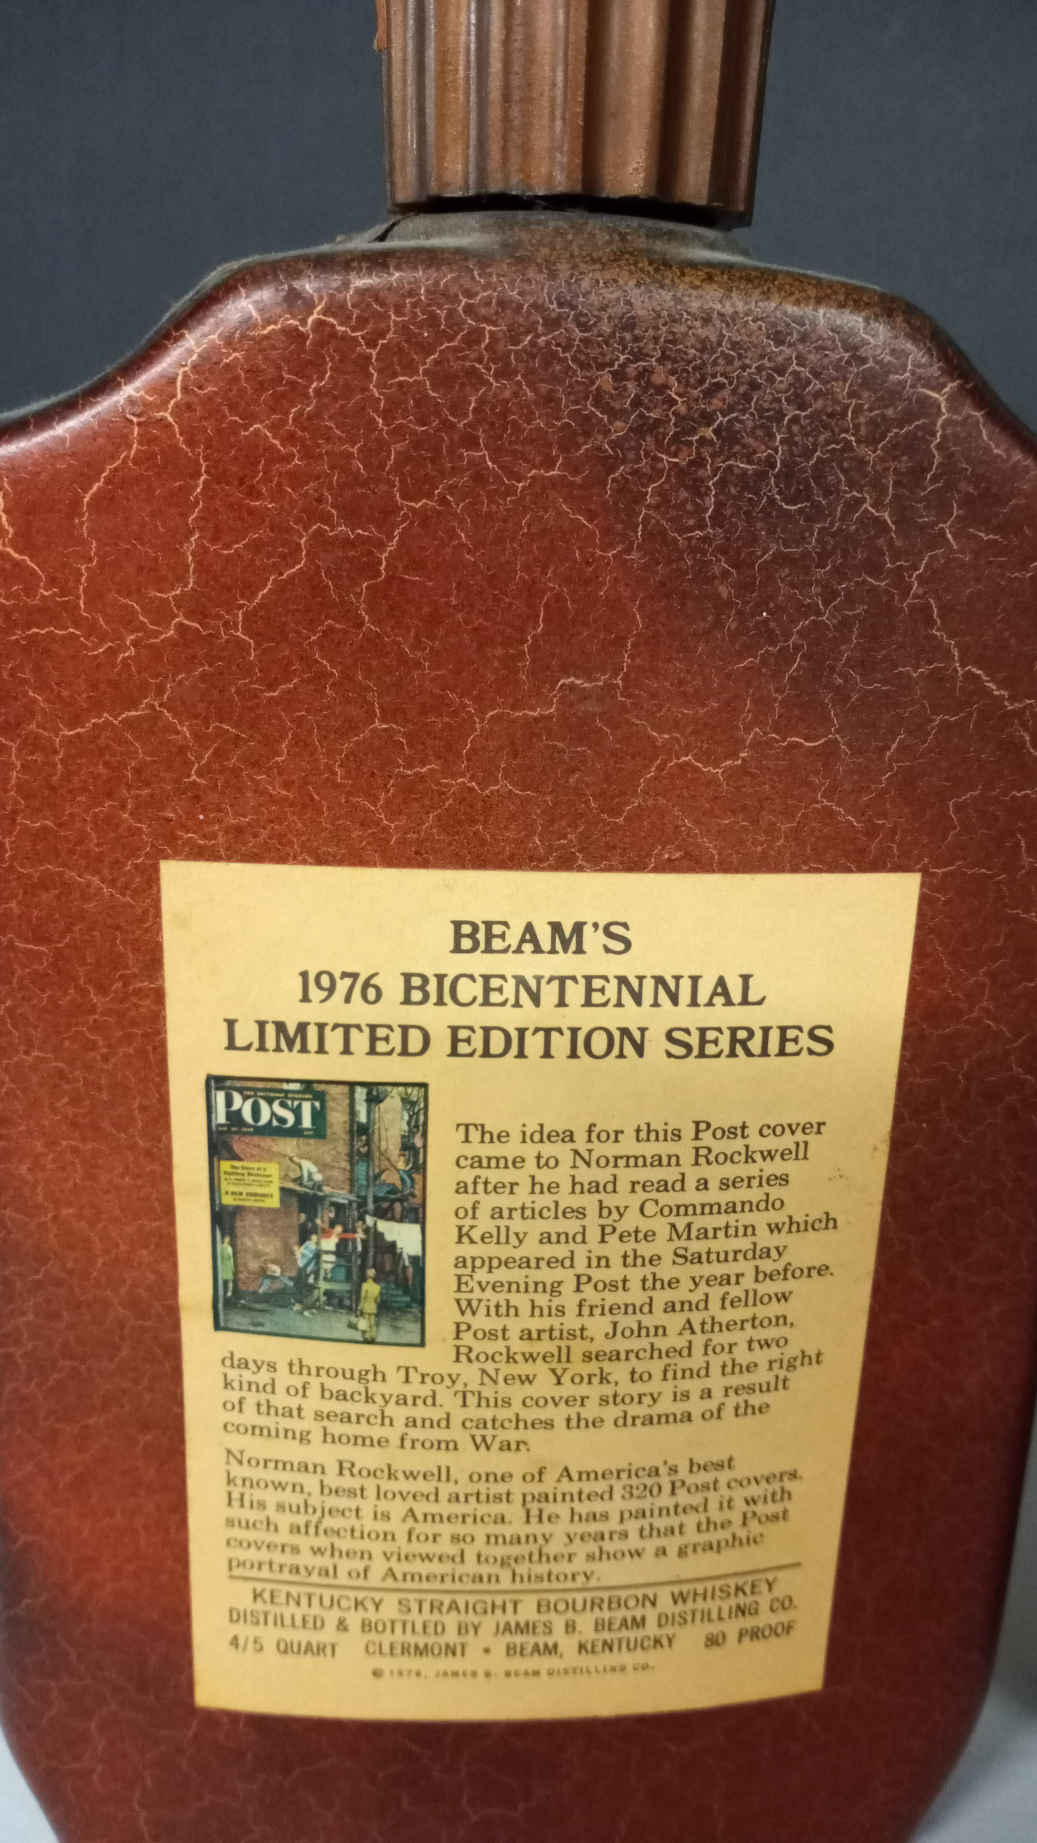 BEAM'S
1976 BICENTENNIAL
LIMITED EDITION SERIES
POST
The idea for this Post cover
came to Norman Rockwell
after he had read a series
of articles by Commando
Kelly and Pete Martin which
appeared in the Saturday
Evening Post the year before.
With his friend and fellow
Post artist, John Atherton,
Rockwell searched for two
days through Troy, New York, to find the right
kind of backyard. This cover story is a result
of that search and catches the drama of the
coming home from War.
Norman Rockwell, one of America's best
known, best loved artist painted 320 Post covers.
His subject is America. He has painted it with
such affection for so many years that the Post
covers when viewed together show a graphic
portrayal of American history.
KENTUCKY STRAIGHT BOURBON WHISKEY
DISTILLED & BOTTLED BY JAMES B. BEAM DISTILLING CO.
4/5 QUART CLERMONT • BEAM, KENTUCKY 80 PROOF
JAMES B. BEAM DISTILLING CO.